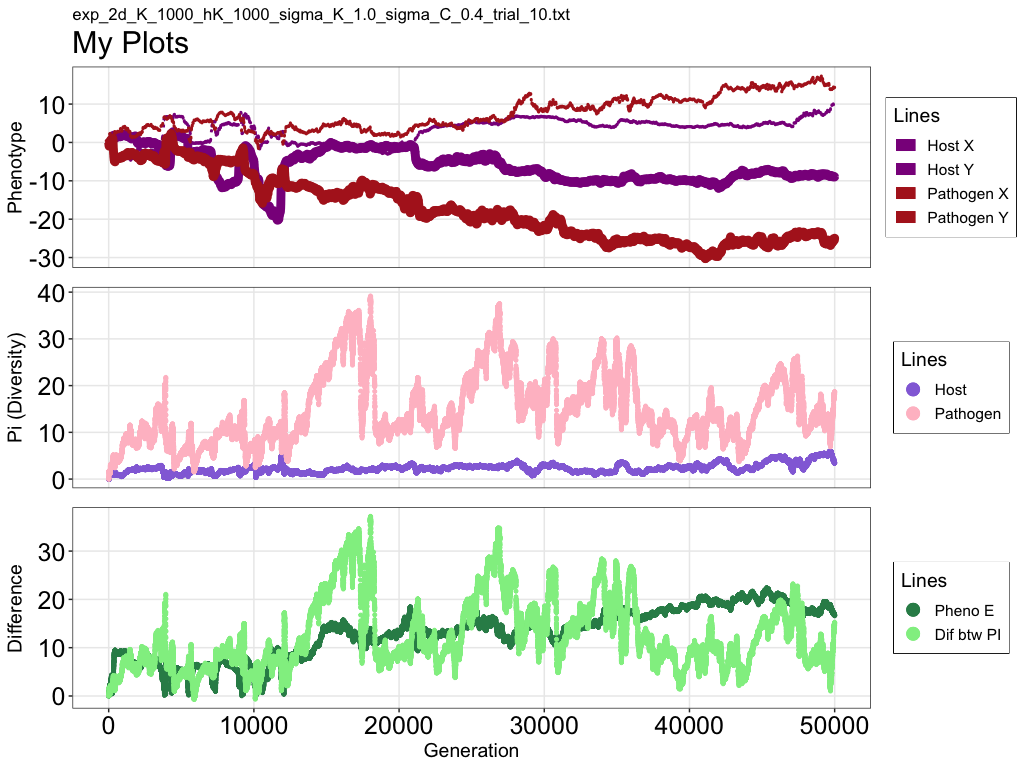 exp_2d_K_1000_hK_1000_sigma_K_1.0_sigma_C_0.4_trial_10.txt
My Plots
Phenotype
10
0
-10
-20
-30
Lines
Host X
Host Y
Pathogen X
Pathogen Y
Pi (Diversity)
40
30
20
10
0
Lines
Host
Pathogen
Difference
30
20
10
0
Lines
Pheno E
Dif btw PI
0 10000 20000 30000 40000 50000
Generation